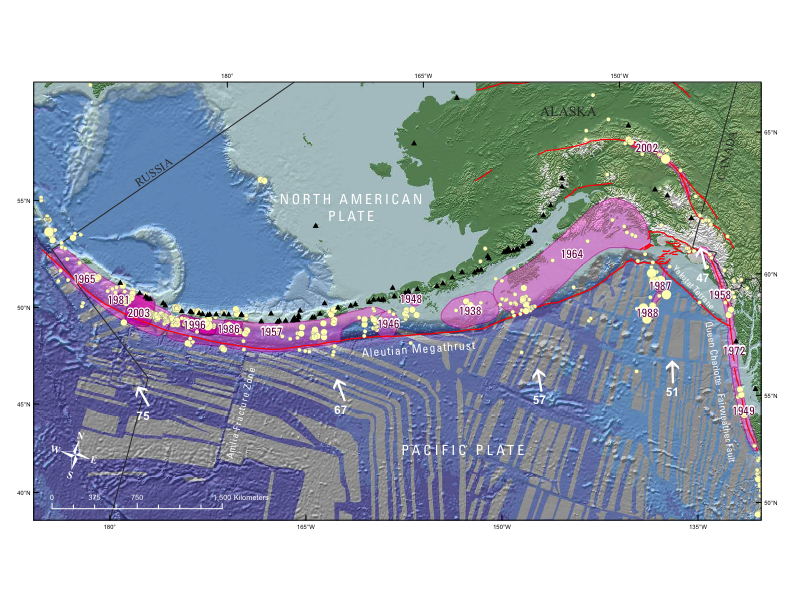 180°
165°W
150°W
ALASKA
65°N
RUSSIA
CANADA
2002
55°N
NORTH AMERICAN
PLATE
1964
60°N
1965
47
1981
2003
1996
1986
1957
1948
1946
1938
1987
1988
1958
50°N
Aleutian Megathrust
1972
Queen Charlotte - Fairweather Fault
Amlia Fracture Zone
75
67
57
51
55°N
45°N
1949
PACIFIC PLATE
N
W
E
S
40°N
0
375
750
1,500 Kilometers
50°N
180°
165°W
150°W
135°W